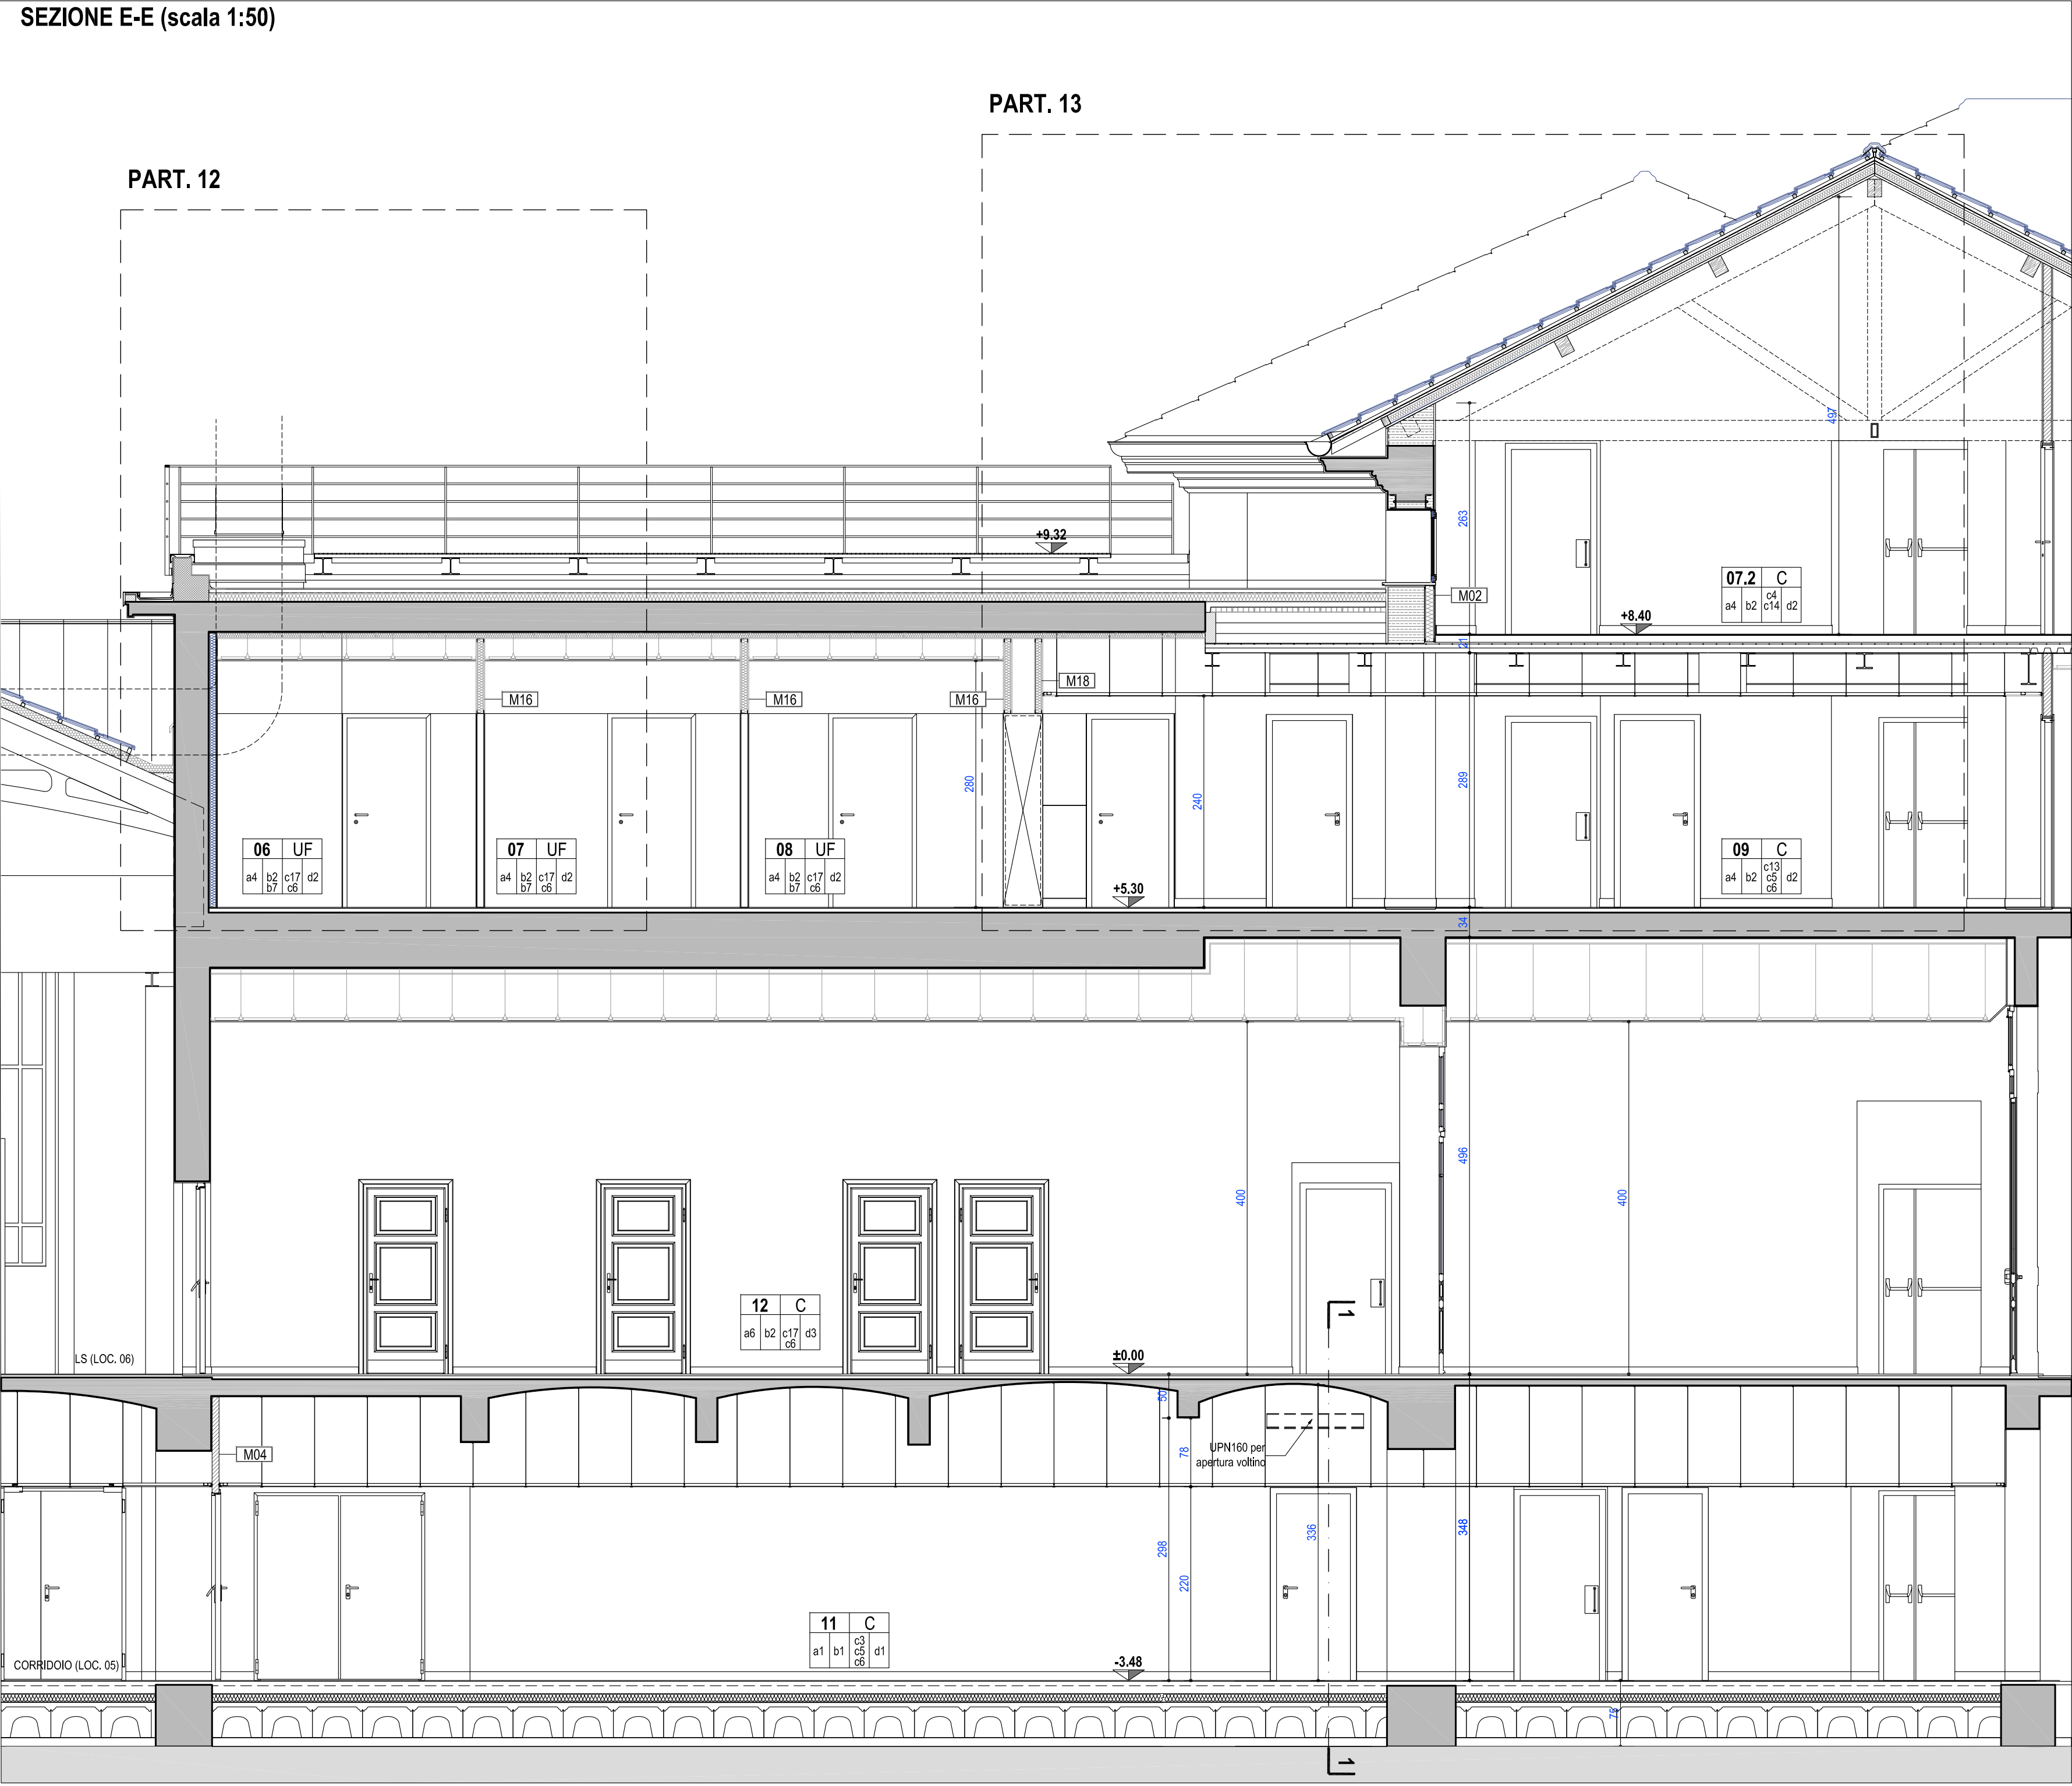 SEZIONE E-E (scala 1:50)
PART. 13
PART. 12
497
263
+9.32
M02
07.2 C
a4 b2 c4 c14 d2
+8.40
21
M16
M16
M16
M18
280
240
289
06 UF
a4 b2 b7 c17 c6 d2
07 UF
a4 b2 b7 c17 c6 d2
08 UF
a4 b2 b7 c17 c6 d2
09 C
a4 b2 c13 c5 c6 d2
+5.30
34
496
400
400
12 C
a6 b2 c17 c6 d3
1
LS (LOC. 06)
±0.00
50
M04
78
UPN160 per
apertura voltino
298
220
336
348
11 C
a1 b1 c3 c5 c6 d1
CORRIDOIO (LOC. 05)
-3.48
1